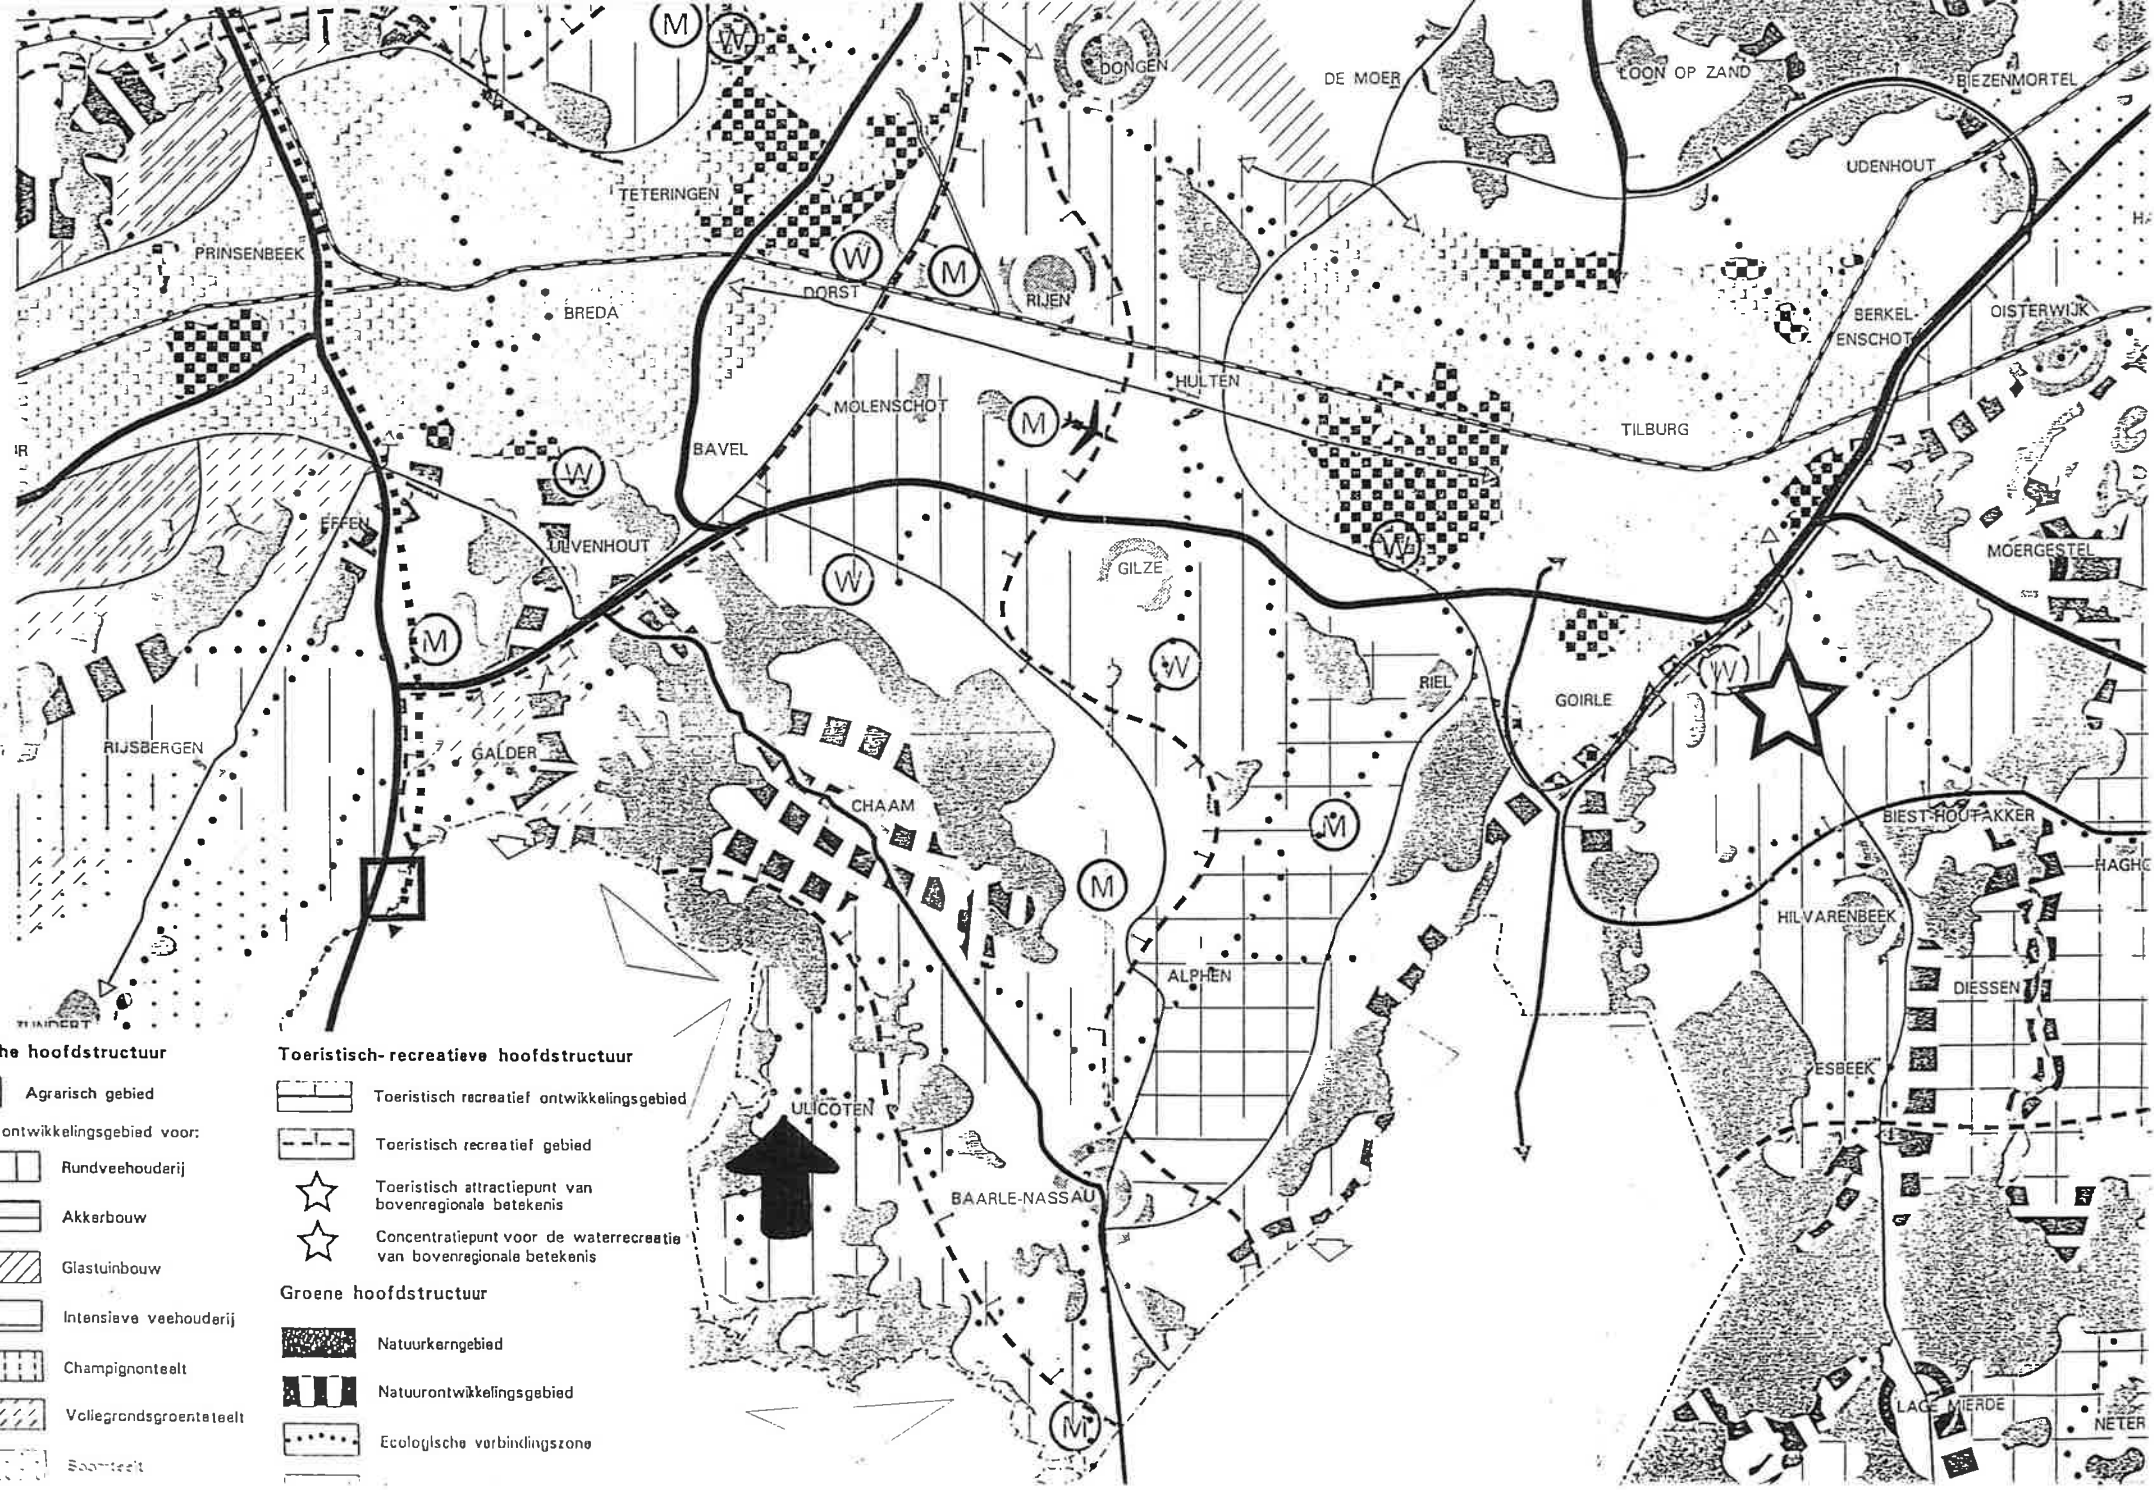 M
W
DONGEN
DE MOER
LOON OP ZAND
BIEZENMORTEL
UDENHOUT
TETERINGEN
PRINSENBEEK
W
M
DORST
RIJEN
BREDA
BERKEL-
ENSCHOT
OISTERWIJK
HULTEN
MOLENSCHOT
M
TILBURG
BAVEL
W
EFFEN
ULVENHOUT
W
W
GILZE
MOERGESTEL
M
W
W
RIEL
GOIRLE
RIJSBERGEN
GALDER
CHAAM
M
M
BIEST-HOUTAKKER
HILVARENBEEK
ALPHEN
DIESSEN
ZUNDERT
ESBEEK
ULICOTEN
BAARLE-NASSAU
LAGE MIERDE
NETER
M
he hoofdstructuur
Agrarisch gebied
ontwikkelingsgebied voor:
Rundveehouderij
Akkerbouw
Glastuinbouw
Intensieve veehouderij
Champignonteelt
Vollegrondsgroenteteelt
Boomteelt
Toeristisch-recreatieve hoofdstructuur
Toeristisch recreatief ontwikkelingsgebied
Toeristisch recreatief gebied
Toeristisch attractiepunt van
bovenregionale betekenis
Concentratiepunt voor de waterrecreatie
van bovenregionale betekenis
Groene hoofdstructuur
Natuurkerngebied
Natuurontwikkelingsgebied
Ecologische verbindingszone